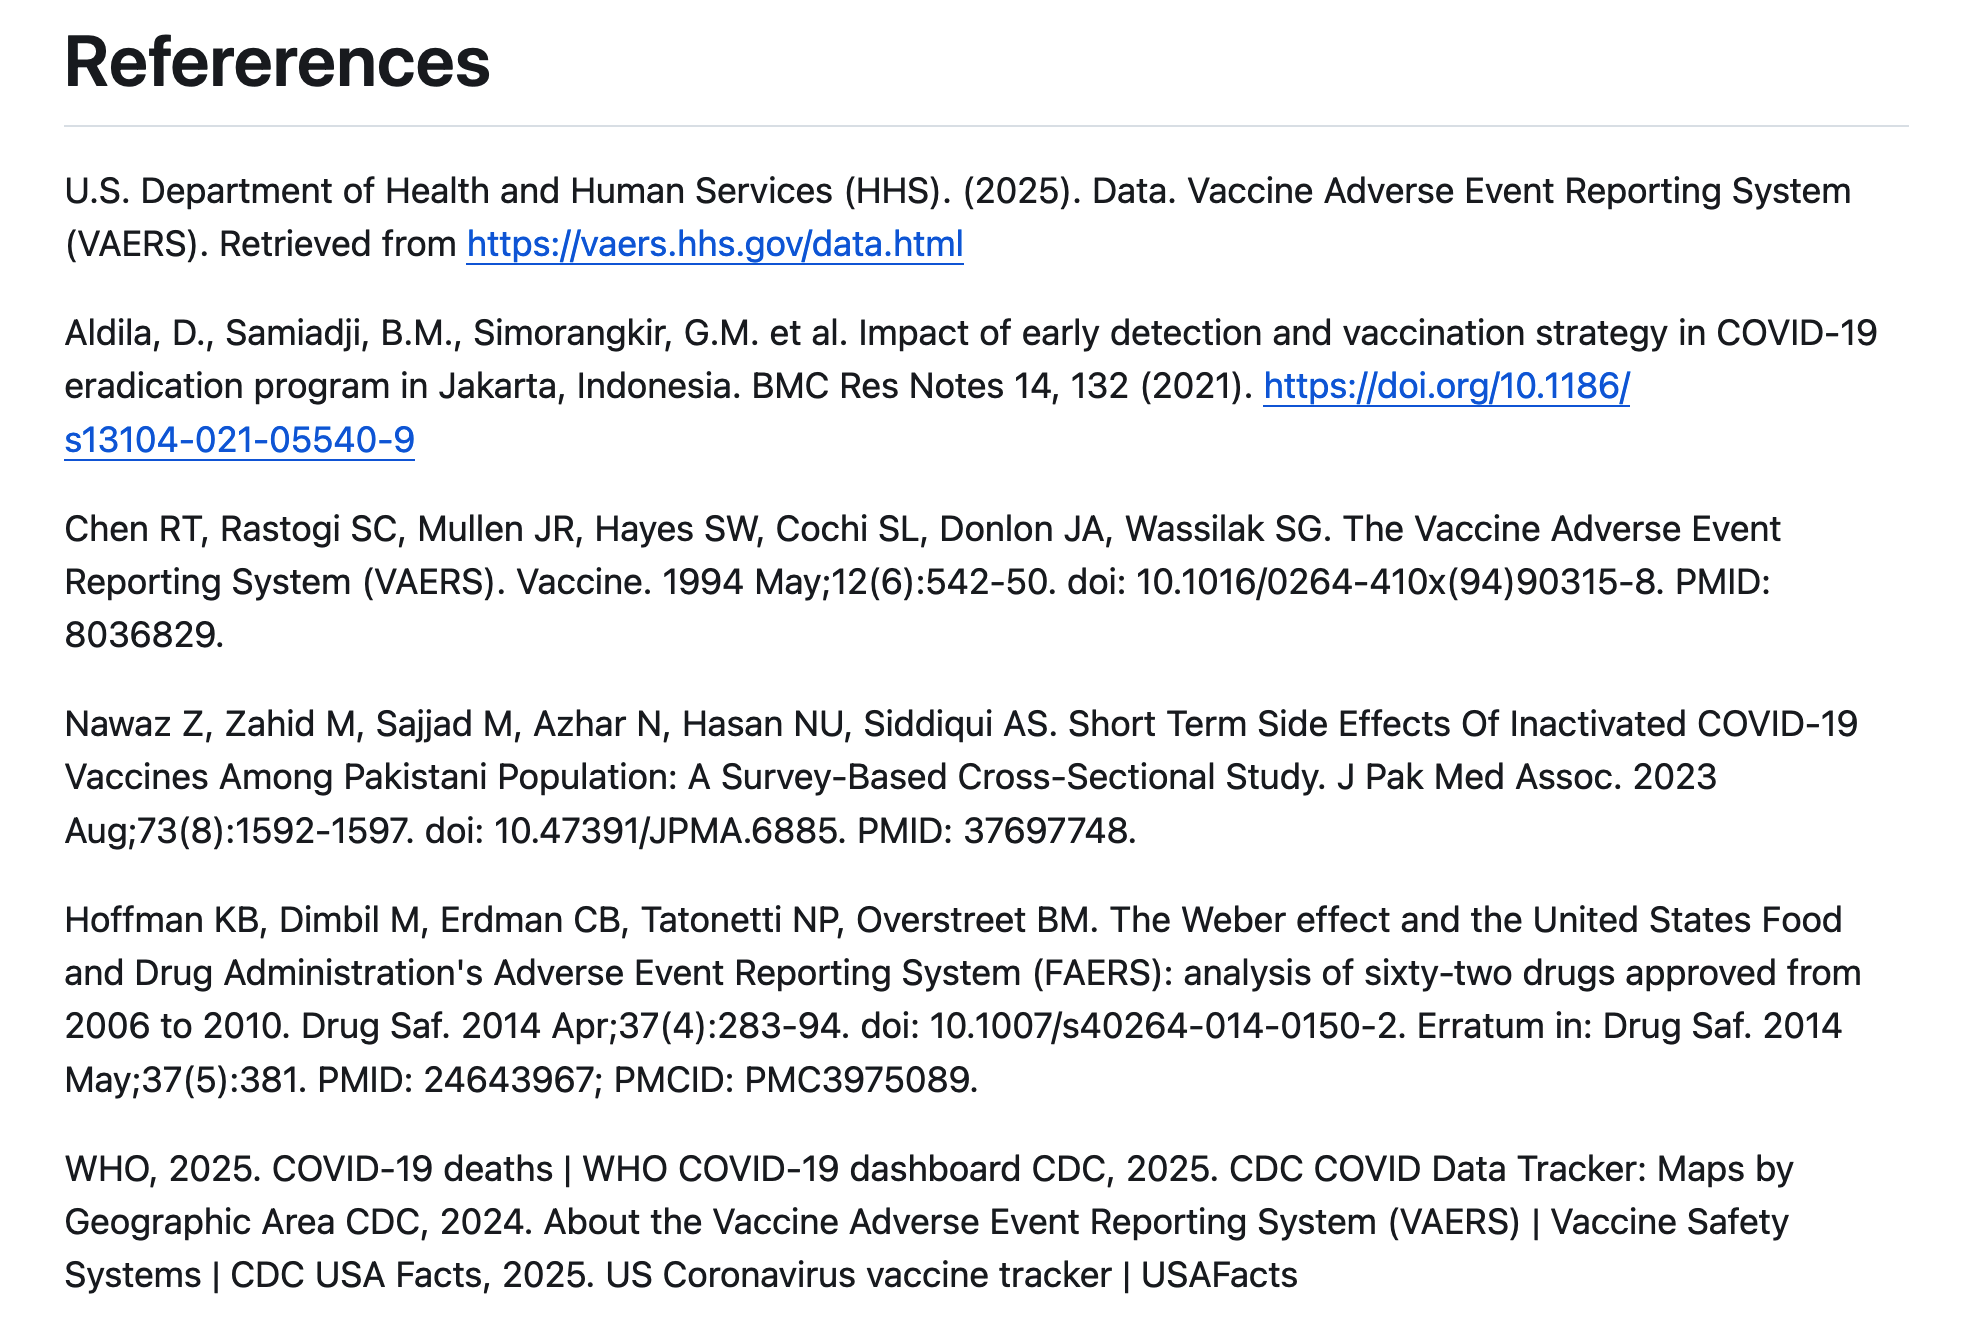 Refererences
U.S. Department of Health and Human Services (HHS). (2025). Data. Vaccine Adverse Event Reporting System
(VAERS). Retrieved from https://vaers.hhs.gov/data.html
Aldila, D., Samiadji, B.M., Simorangkir, G.M. et al. Impact of early detection and vaccination strategy in COVID-19
eradication program in Jakarta, Indonesia. BMC Res Notes 14, 132 (2021). https://doi.org/10.1186/
s13104-021-05540-9
Chen RT, Rastogi SC, Mullen JR, Hayes SW, Cochi SL, Donlon JA, Wassilak SG. The Vaccine Adverse Event
Reporting System (VAERS). Vaccine. 1994 May;12(6):542-50. doi: 10.1016/0264-410x(94)90315-8. PMID:
8036829.
Nawaz Z, Zahid M, Sajjad M, Azhar N, Hasan NU, Siddiqui AS. Short Term Side Effects Of Inactivated COVID-19
Vaccines Among Pakistani Population: A Survey-Based Cross-Sectional Study. J Pak Med Assoc. 2023
Aug;73(8):1592-1597. doi: 10.47391/JPMA.6885. PMID: 37697748.
Hoffman KB, Dimbil M, Erdman CB, Tatonetti NP, Overstreet BM. The Weber effect and the United States Food
and Drug Administration's Adverse Event Reporting System (FAERS): analysis of sixty-two drugs approved from
2006 to 2010. Drug Saf. 2014 Apr;37(4):283-94. doi: 10.1007/s40264-014-0150-2. Erratum in: Drug Saf. 2014
May;37(5):381. PMID: 24643967; PMCID: PMC3975089.
WHO, 2025. COVID-19 deaths | WHO COVID-19 dashboard CDC, 2025. CDC COVID Data Tracker: Maps by
Geographic Area CDC, 2024. About the Vaccine Adverse Event Reporting System (VAERS) | Vaccine Safety
Systems | CDC USA Facts, 2025. US Coronavirus vaccine tracker | USAFacts